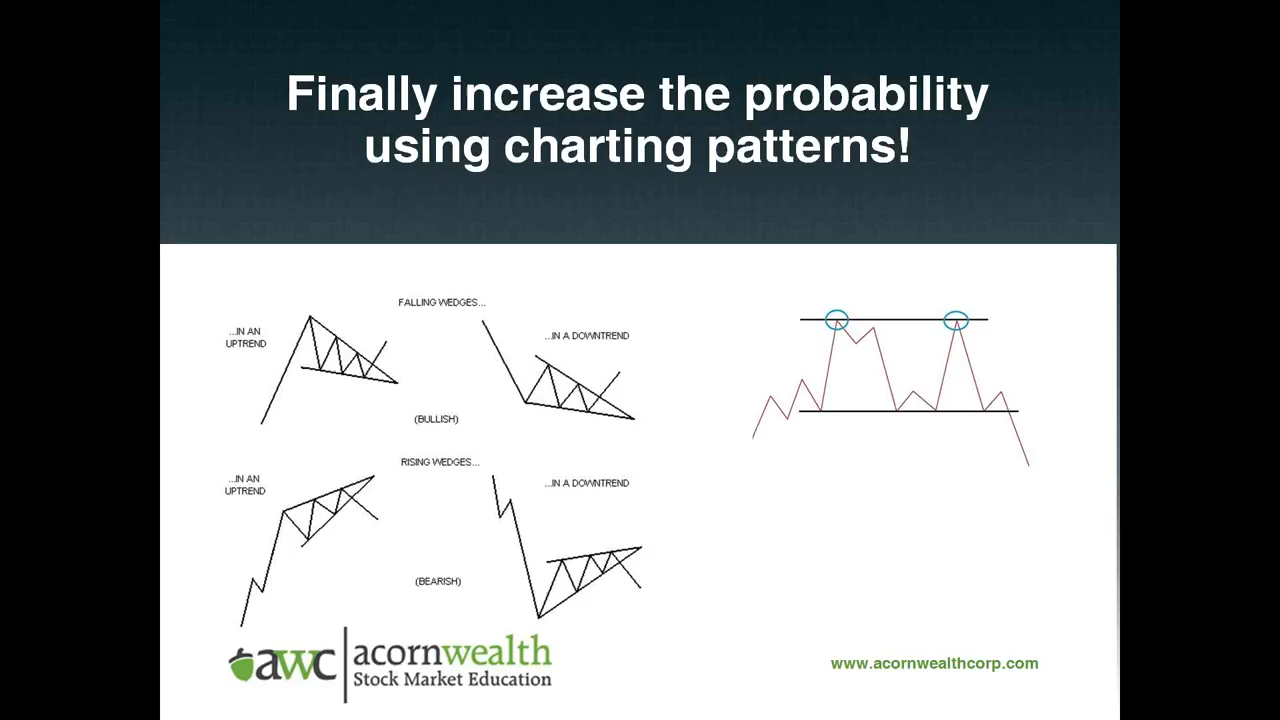 Finally increase the probability
using charting patterns!
FALLING WEDGES...
...IN AN
UPTREND
...IN A DOWNTREND
(BULLISH)
RISING WEDGES...
...IN AN
UPTREND
...IN A DOWNTREND
(BEARISH)
awc acornwealth
Stock Market Education
www.acornwealthcorp.com